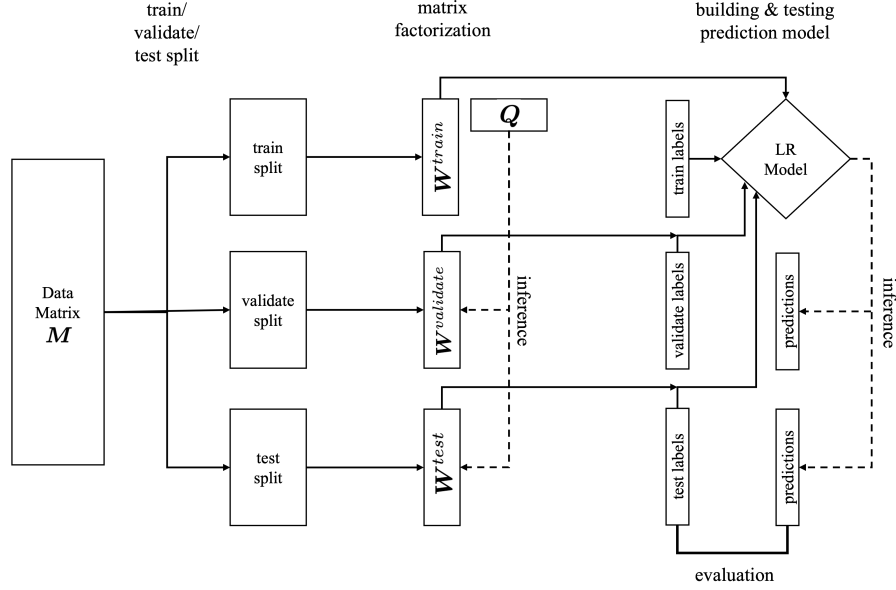 train/
validate/
test split
matrix
factorization
building & testing
prediction model
Data
Matrix
M
train
split
validate
split
test
split
W^train
Q
W^validate
W^test
inference
train labels
validate labels
test labels
LR
Model
predictions
predictions
inference
evaluation